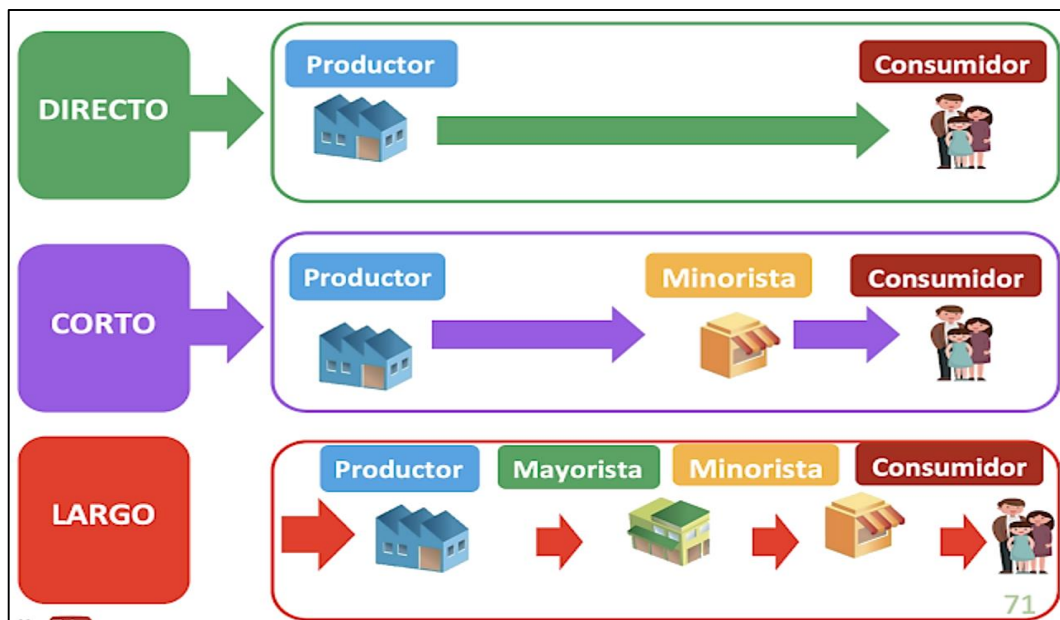 DIRECTO
Productor
Consumidor
CORTO
Productor
Minorista
Consumidor
LARGO
Productor
Mayorista
Minorista
Consumidor
71